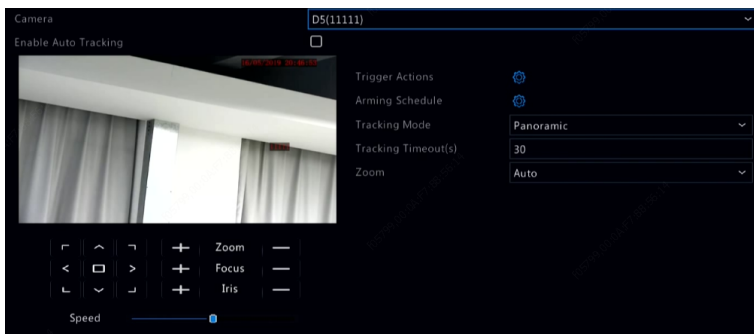 Camera
D5(11111)
Enable Auto Tracking
Trigger Actions
Arming Schedule
Tracking Mode
Panoramic
Tracking Timeout(s)
30
Zoom
Auto
Zoom
Focus
Iris
Speed